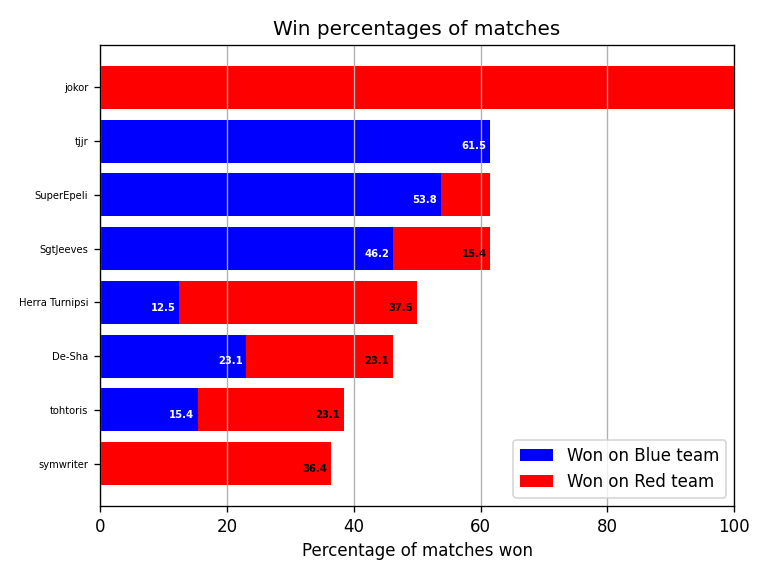 Win percentages of matches
jokor
tjjr
61.5
SuperEpeli
53.8
SgtJeeves
46.2
15.4
Herra Turnipsi
12.5
37.5
De-Sha
23.1
23.1
tohtoris
15.4
23.1
symwriter
36.4
Won on Blue team
Won on Red team
0 20 40 60 80 100
Percentage of matches won